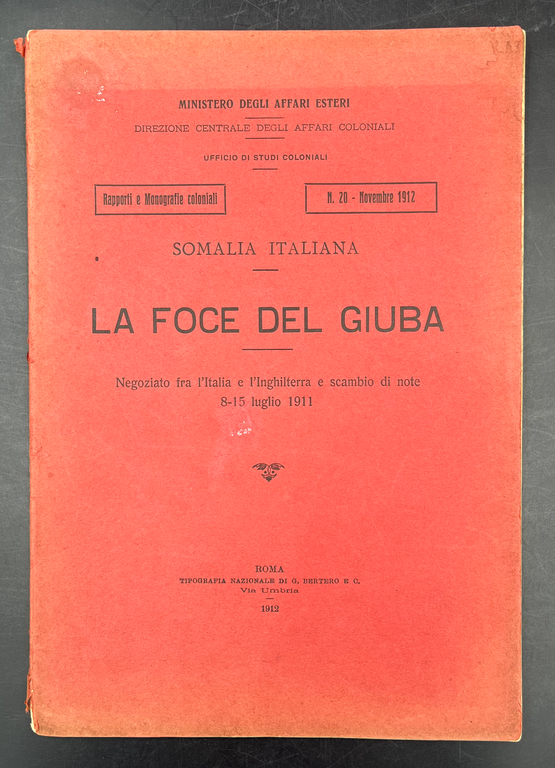 MINISTERO DEGLI AFFARI ESTERI
DIREZIONE CENTRALE DEGLI AFFARI COLONIALI
UFFICIO DI STUDI COLONIALI
Rapporti e Monografie coloniali
N. 20 - Novembre 1912
SOMALIA ITALIANA
LA FOCE DEL GIUBA
Negoziato fra l'Italia e l'Inghilterra e scambio di note
8-15 luglio 1911
ROMA
TIPOGRAFIA NAZIONALE DI G. BERTERO E C.
Via Umbria
1912